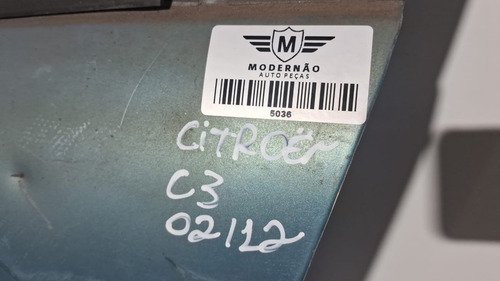 M
MODERNÃO
AUTO PEÇAS
5036
CiTROËN
C3
02/12